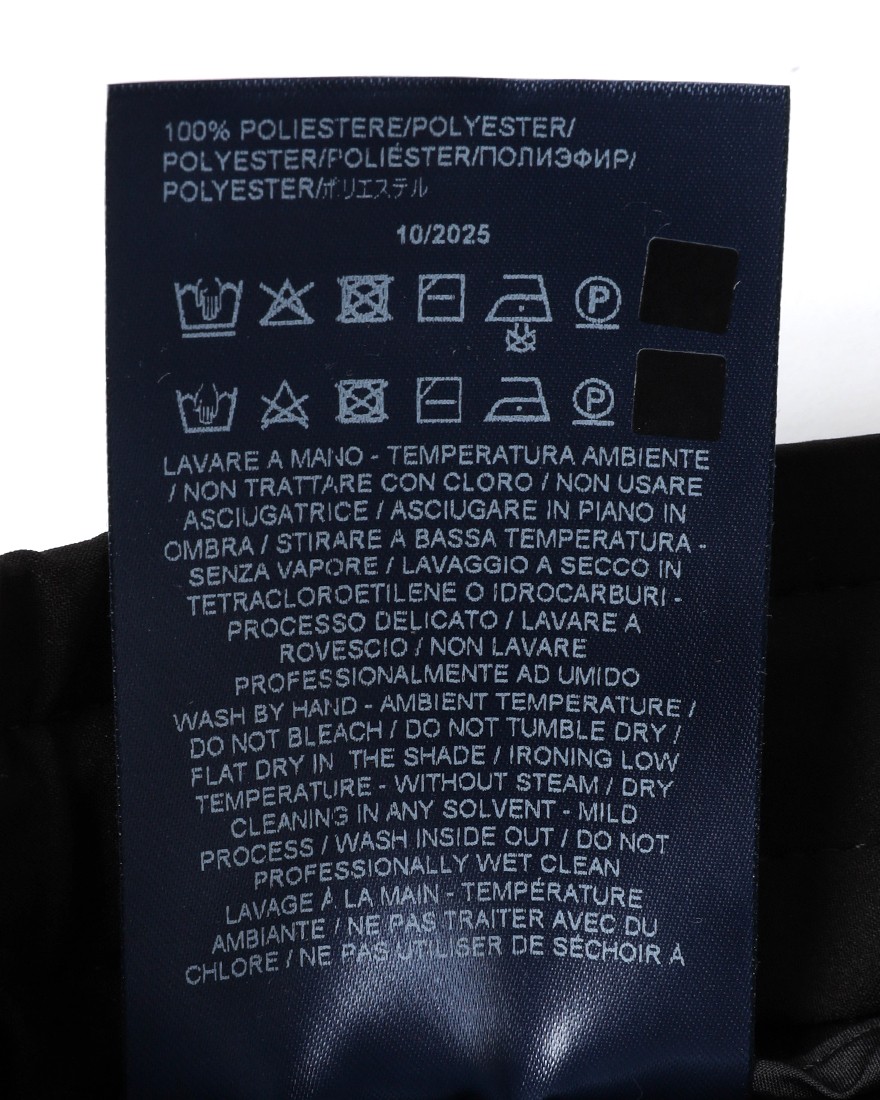 100% POLIESTERE/POLYESTER/
POLYESTER/POLIÉSTER/ПОЛИЭФИР/
POLYESTER/ポリエステル
10/2025
P
P
LAVARE A MANO - TEMPERATURA AMBIENTE
/ NON TRATTARE CON CLORO / NON USARE
ASCIUGATRICE / ASCIUGARE IN PIANO IN
OMBRA / STIRARE A BASSA TEMPERATURA -
SENZA VAPORE / LAVAGGIO A SECCO IN
TETRACLOROETILENE O IDROCARBURI -
PROCESSO DELICATO / LAVARE A
ROVESCIO / NON LAVARE
PROFESSIONALMENTE AD UMIDO
WASH BY HAND - AMBIENT TEMPERATURE /
DO NOT BLEACH / DO NOT TUMBLE DRY /
FLAT DRY IN THE SHADE / IRONING LOW
TEMPERATURE - WITHOUT STEAM / DRY
CLEANING IN ANY SOLVENT - MILD
PROCESS / WASH INSIDE OUT / DO NOT
PROFESSIONALLY WET CLEAN
LAVAGE À LA MAIN - TEMPÉRATURE
AMBIANTE / NE PAS TRAITER AVEC DU
CHLORE / NE PAS UTILISER DE SÉCHOIR À